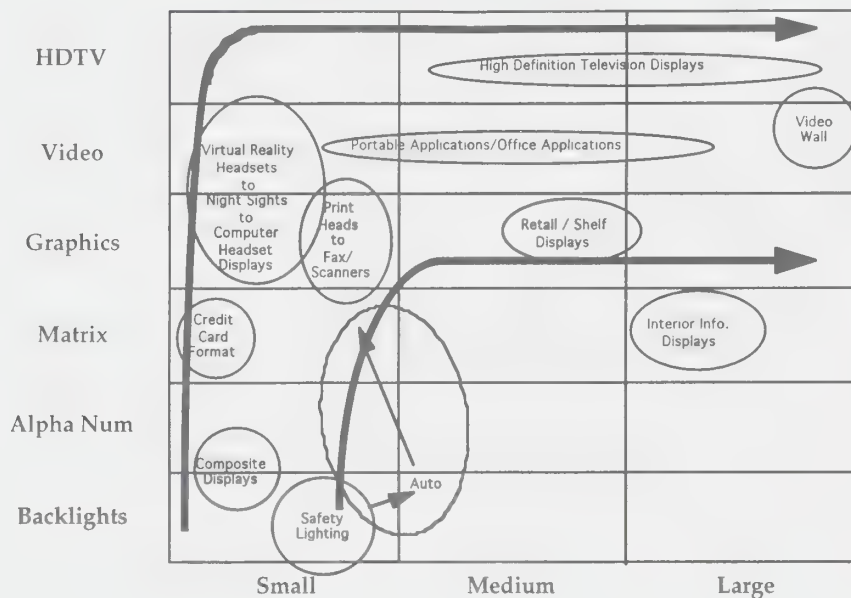 HDTV
High Definition Television Displays
Video
Wall
Video
Virtual Reality
Headsets
to
Night Sights
to
Computer
Headset
Displays
Portable Applications/Office Applications
Graphics
Print
Heads
to
Fax/
Scanners
Retail / Shelf
Displays
Matrix
Credit
Card
Format
Interior Info.
Displays
Alpha Num
Composite
Displays
Auto
Backlights
Safety
Lighting
Small
Medium
Large